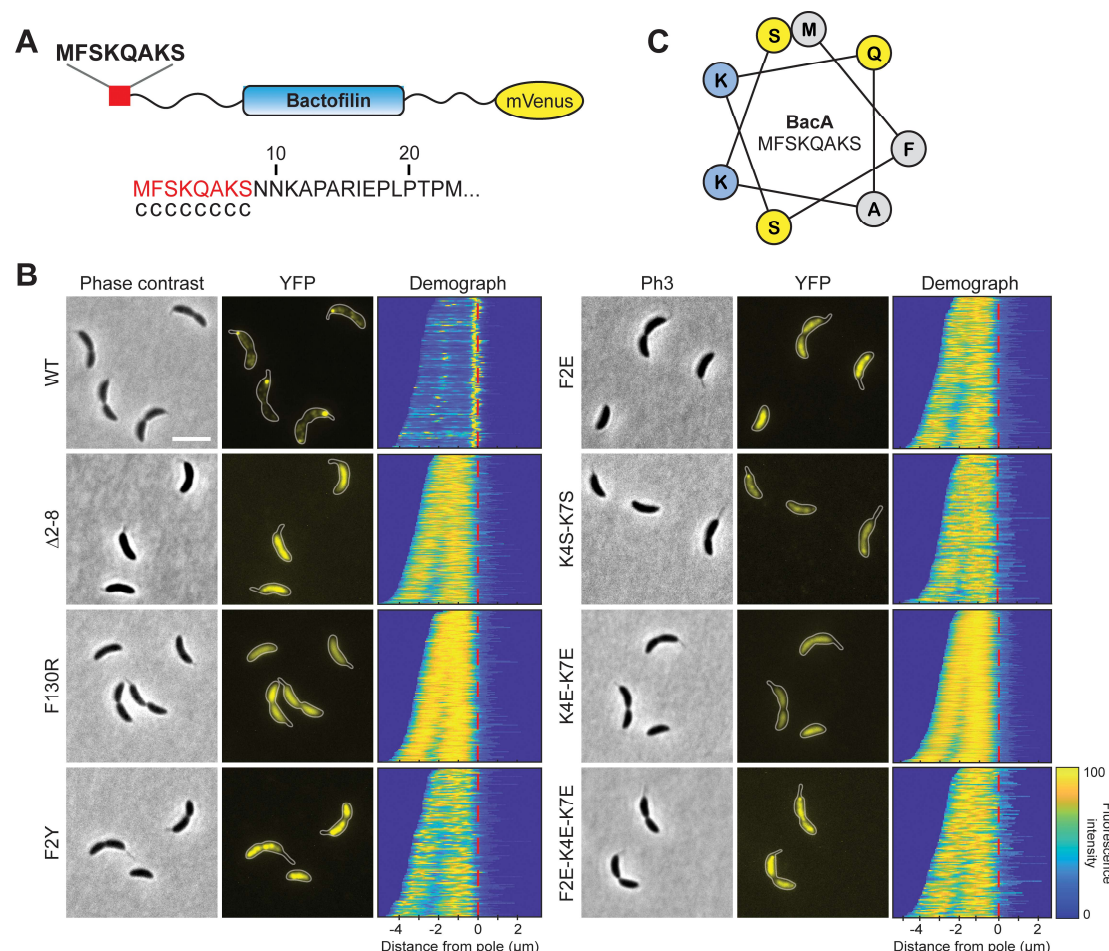 A
MFSKQAKS
Bactofilin
mVenus
10 20
MFSKQAKSNNKAPARIEPLPTPM...
CCCCCCCC
C
S M Q
K
BacA
MFSKQAKS
F
K
A
S
B
Phase contrast YFP Demograph
Ph3 YFP Demograph
WT
F2E
Δ2-8
K4S-K7S
F130R
K4E-K7E
F2Y
F2E-K4E-K7E
100
Fluorescence
intensity
0
-4 -2 0 2
Distance from pole (um)
-4 -2 0 2
Distance from pole (um)